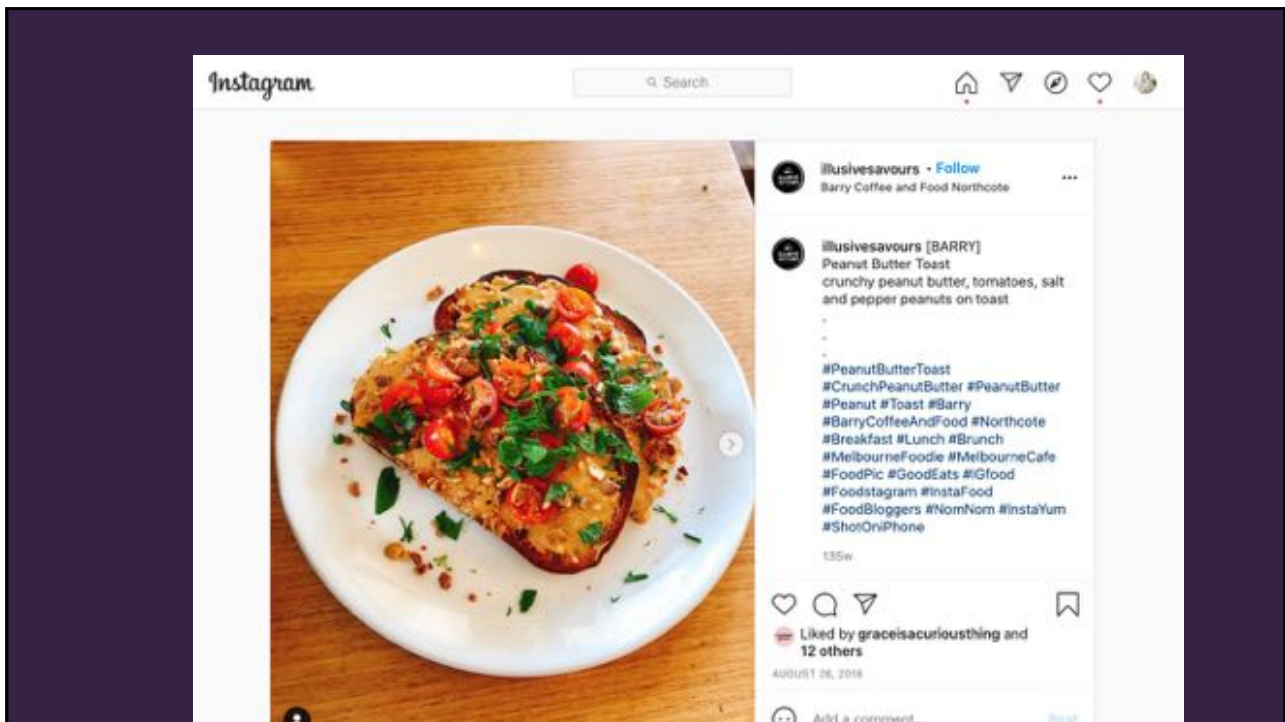 Instagram
Search
illusivesavours • Follow
Barry Coffee and Food Northcote
illusivesavours [BARRY]
Peanut Butter Toast
crunchy peanut butter, tomatoes, salt
and pepper peanuts on toast
.
.
.
#PeanutButterToast
#CrunchPeanutButter #PeanutButter
#Peanut #Toast #Barry
#BarryCoffeeAndFood #Northcote
#Breakfast #Lunch #Brunch
#MelbourneFoodie #MelbourneCafe
#FoodPic #GoodEats #IGfood
#Foodstagram #InstaFood
#FoodBloggers #NomNom #InstaYum
#ShotOniPhone
135w
Liked by graceisacuriousthing and
12 others
AUGUST 26, 2018
Add a comment...
Post